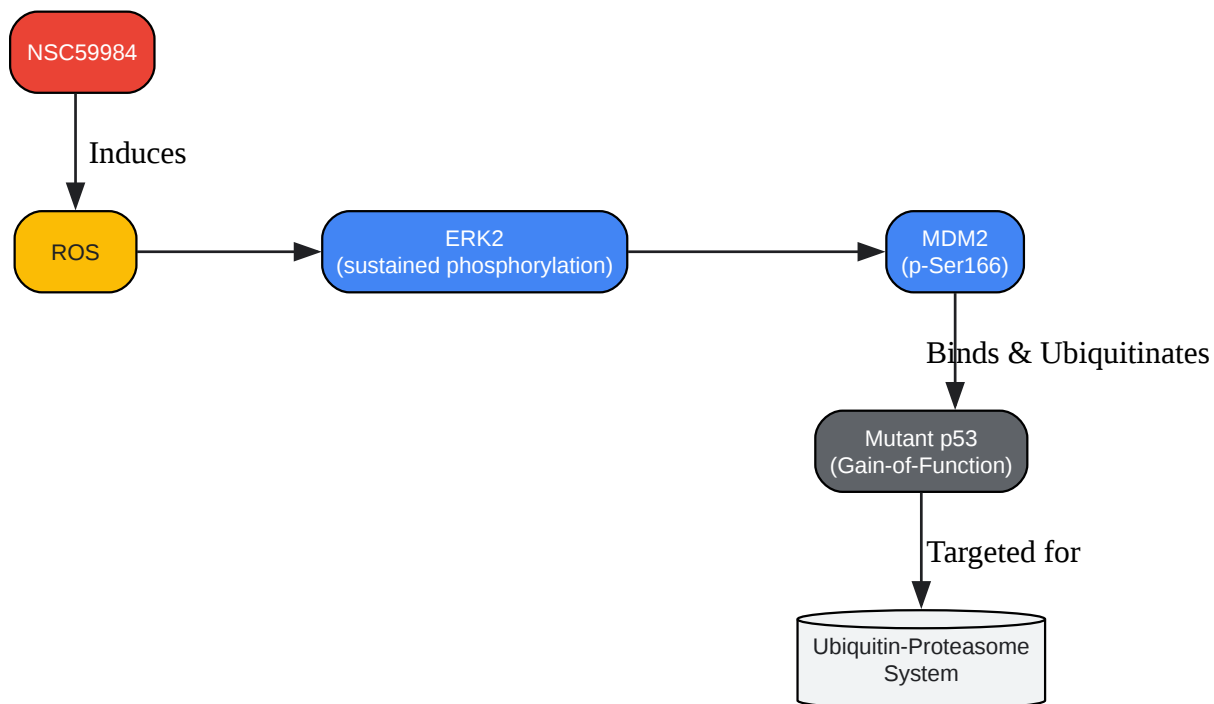 NSC59984
Induces
ROS
ERK2
(sustained phosphorylation)
MDM2
(p-Ser166)
Binds & Ubiquitinates
Mutant p53
(Gain-of-Function)
Targeted for
Ubiquitin-Proteasome
System